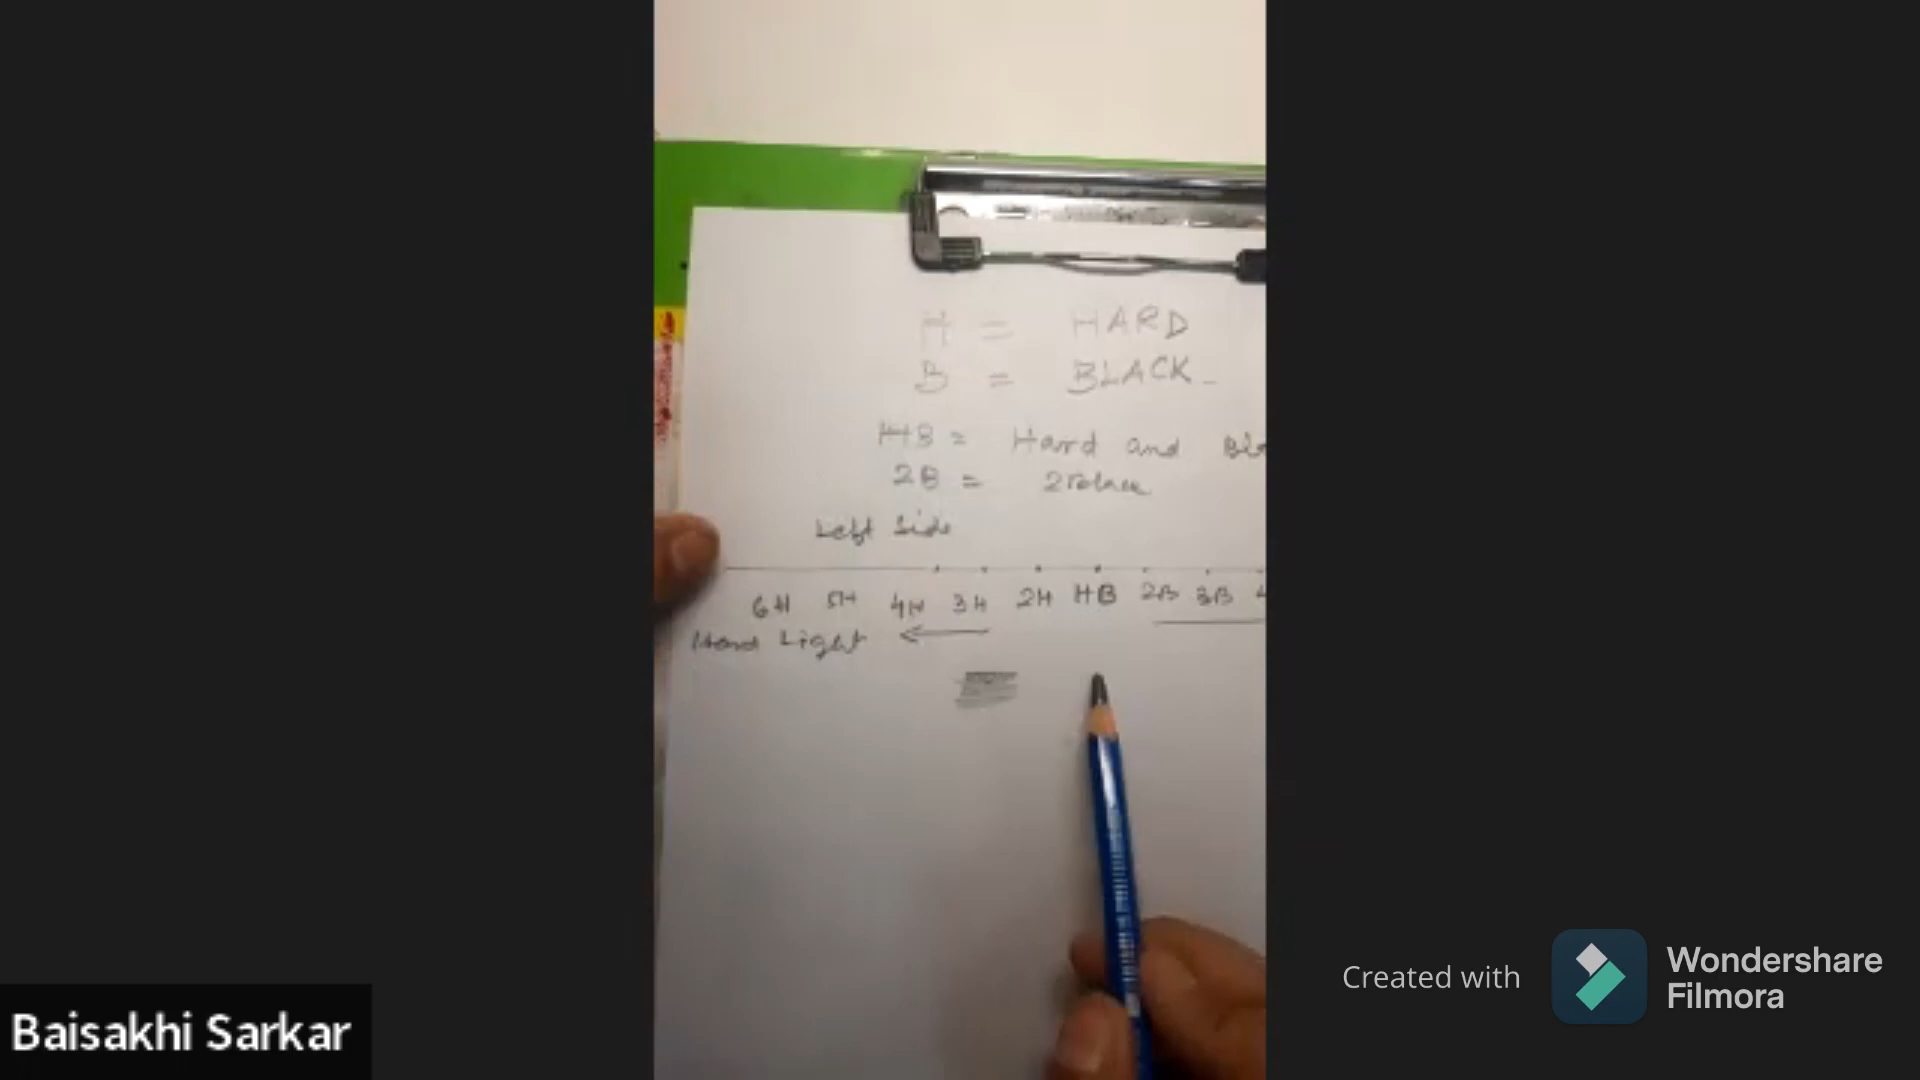 H = HARD
B = BLACK
HB = Hard and
2B =
Left Side
6H 5H 4H 3H 2H HB 2B 3B
Hard Light
Baisakhi Sarkar
Created with
Wondershare
Filmora